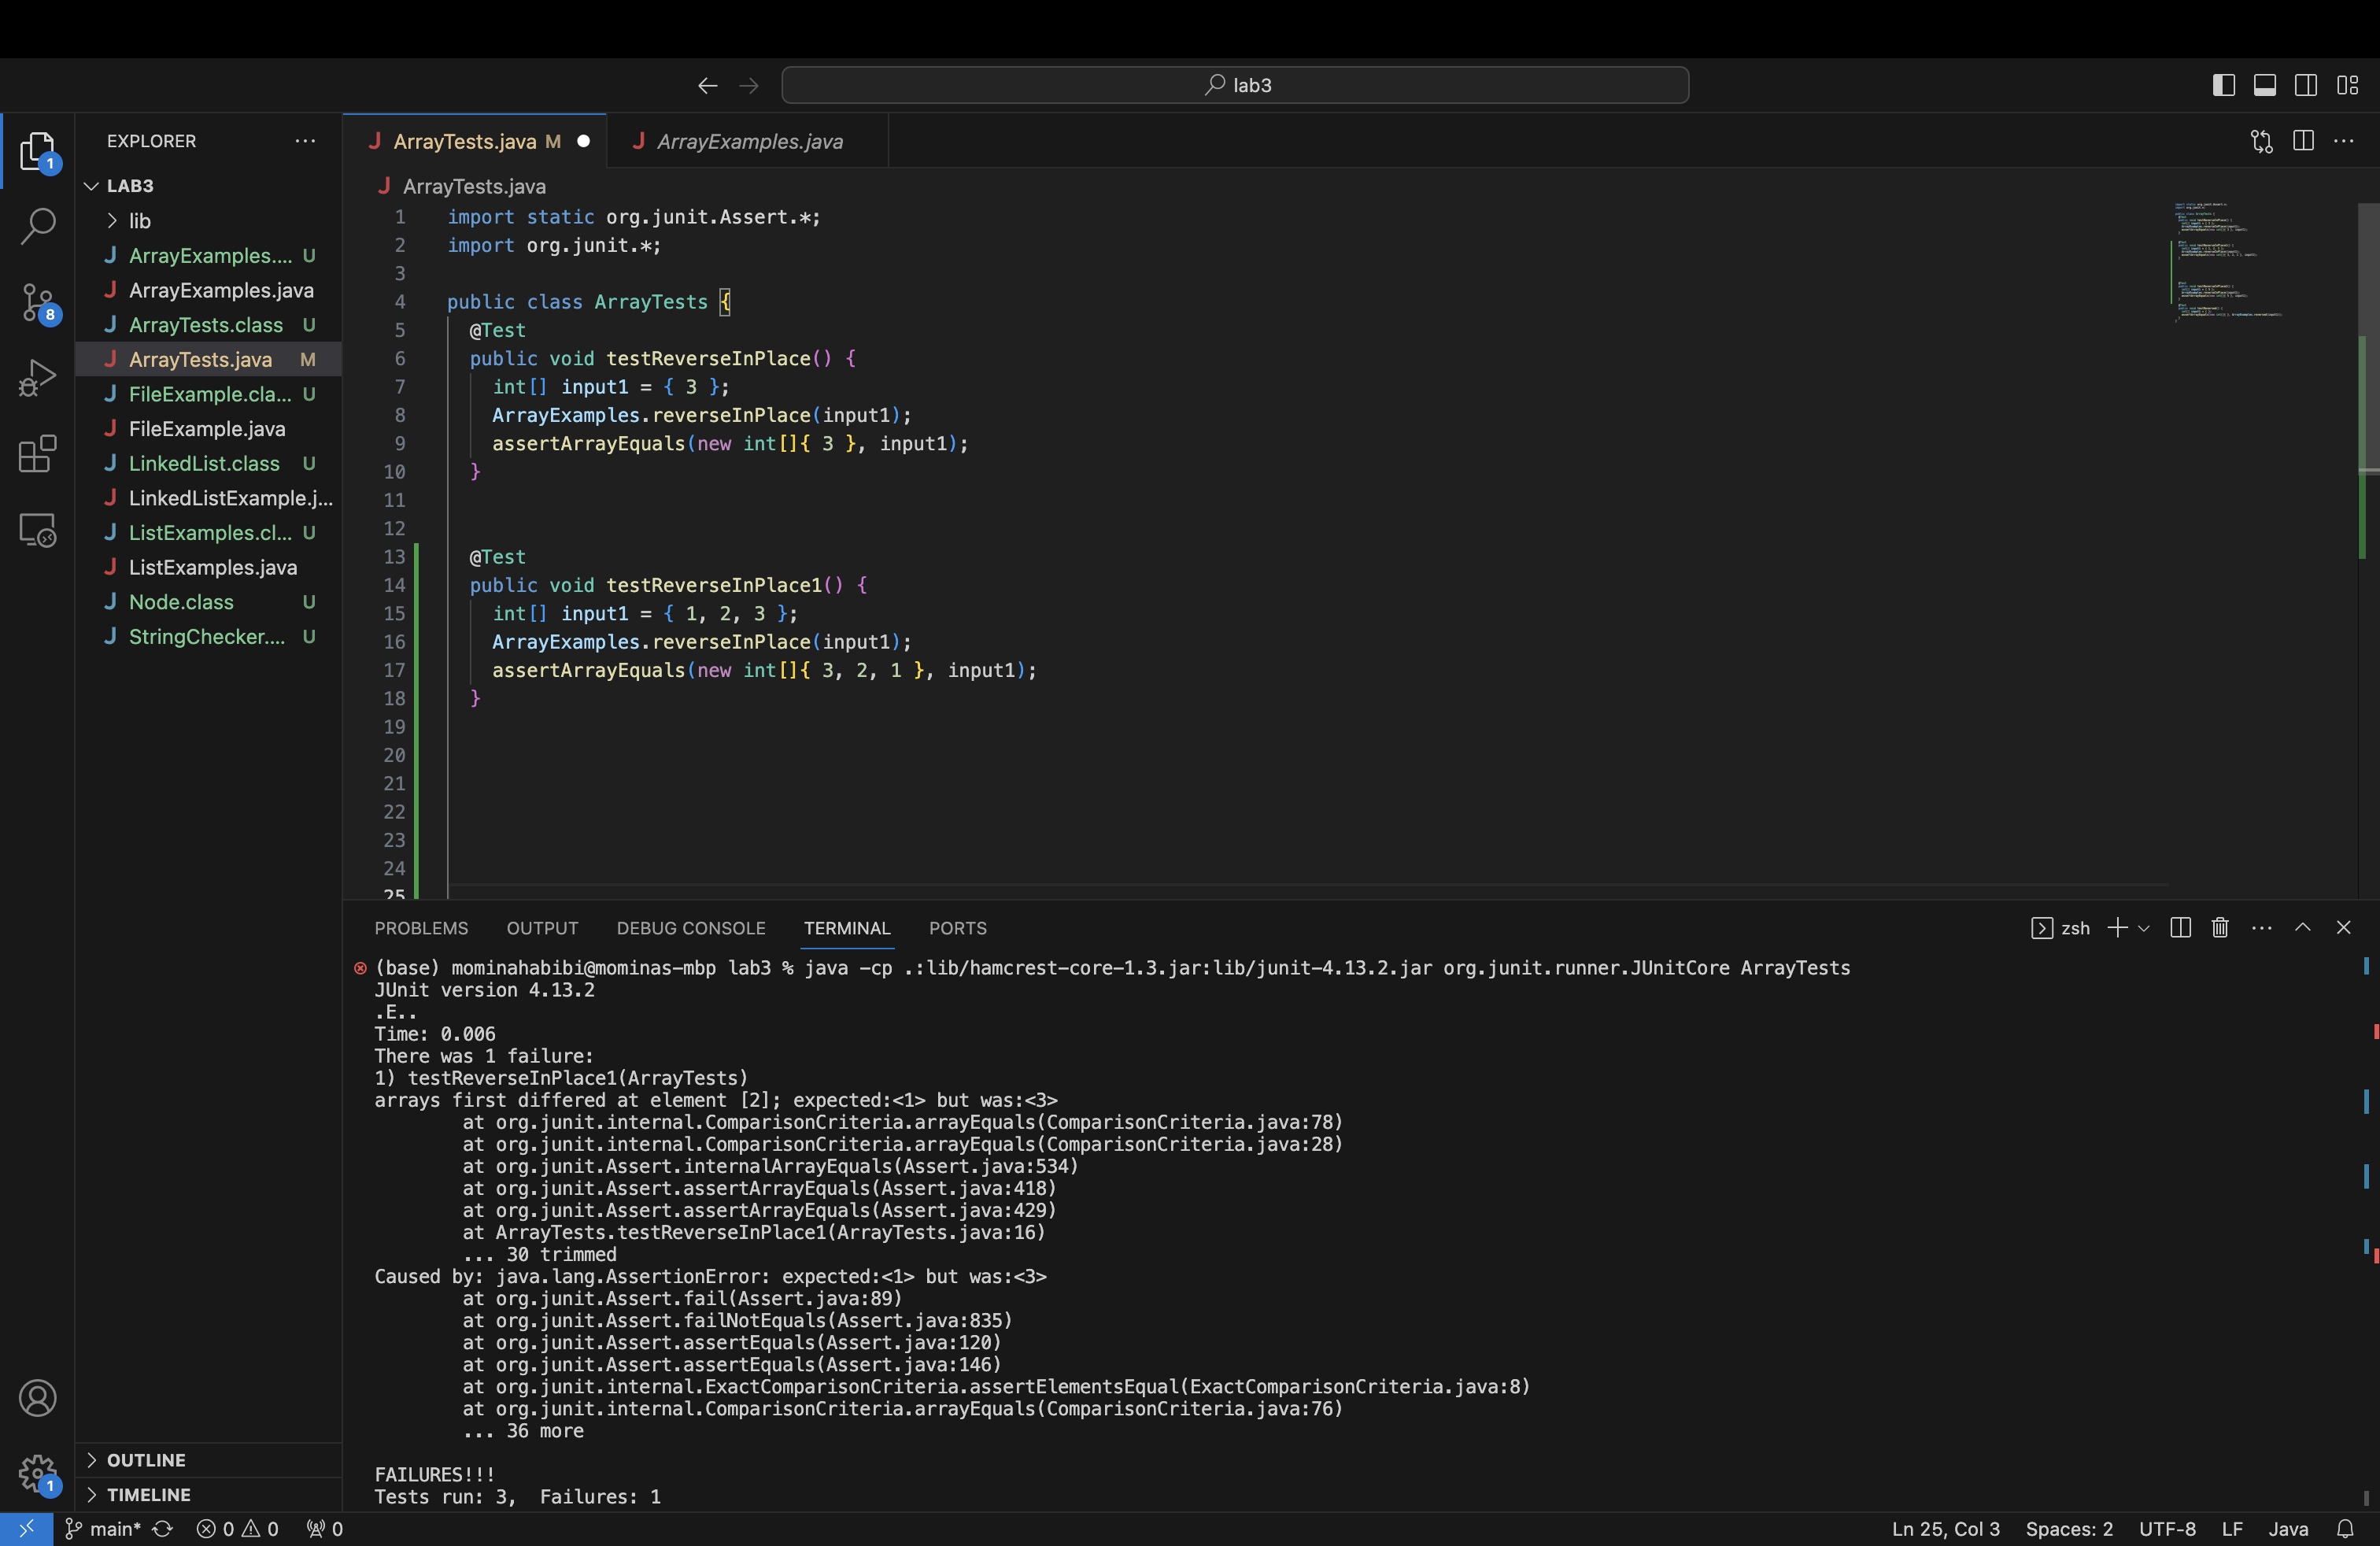 lab3
EXPLORER
LAB3
lib
ArrayExamples.... U
ArrayExamples.java
ArrayTests.class U
ArrayTests.java M
FileExample.cla... U
FileExample.java
LinkedList.class U
LinkedListExample.j...
ListExamples.cl... U
ListExamples.java
Node.class U
StringChecker.... U
OUTLINE
TIMELINE
1
8
1
ArrayTests.java M
ArrayExamples.java
ArrayTests.java
1 import static org.junit.Assert.*;
2 import org.junit.*;
3
4 public class ArrayTests {
5 @Test
6 public void testReverseInPlace() {
7 int[] input1 = { 3 };
8 ArrayExamples.reverseInPlace(input1);
9 assertArrayEquals(new int[]{ 3 }, input1);
10 }
11
12
13 @Test
14 public void testReverseInPlace1() {
15 int[] input1 = { 1, 2, 3 };
16 ArrayExamples.reverseInPlace(input1);
17 assertArrayEquals(new int[]{ 3, 2, 1 }, input1);
18 }
19
20
21
22
23
24
25
PROBLEMS OUTPUT DEBUG CONSOLE TERMINAL PORTS
zsh
(base) mominahabibi@mominas-mbp lab3 % java -cp .:lib/hamcrest-core-1.3.jar:lib/junit-4.13.2.jar org.junit.runner.JUnitCore ArrayTests
JUnit version 4.13.2
.E..
Time: 0.006
There was 1 failure:
1) testReverseInPlace1(ArrayTests)
arrays first differed at element [2]; expected:<1> but was:<3>
at org.junit.internal.ComparisonCriteria.arrayEquals(ComparisonCriteria.java:78)
at org.junit.internal.ComparisonCriteria.arrayEquals(ComparisonCriteria.java:28)
at org.junit.Assert.internalArrayEquals(Assert.java:534)
at org.junit.Assert.assertArrayEquals(Assert.java:418)
at org.junit.Assert.assertArrayEquals(Assert.java:429)
at ArrayTests.testReverseInPlace1(ArrayTests.java:16)
... 30 trimmed
Caused by: java.lang.AssertionError: expected:<1> but was:<3>
at org.junit.Assert.fail(Assert.java:89)
at org.junit.Assert.failNotEquals(Assert.java:835)
at org.junit.Assert.assertEquals(Assert.java:120)
at org.junit.Assert.assertEquals(Assert.java:146)
at org.junit.internal.ExactComparisonCriteria.assertElementsEqual(ExactComparisonCriteria.java:8)
at org.junit.internal.ComparisonCriteria.arrayEquals(ComparisonCriteria.java:76)
... 36 more
FAILURES!!!
Tests run: 3,  Failures: 1
main* 0 0 0 Ln 25, Col 3 Spaces: 2 UTF-8 LF Java